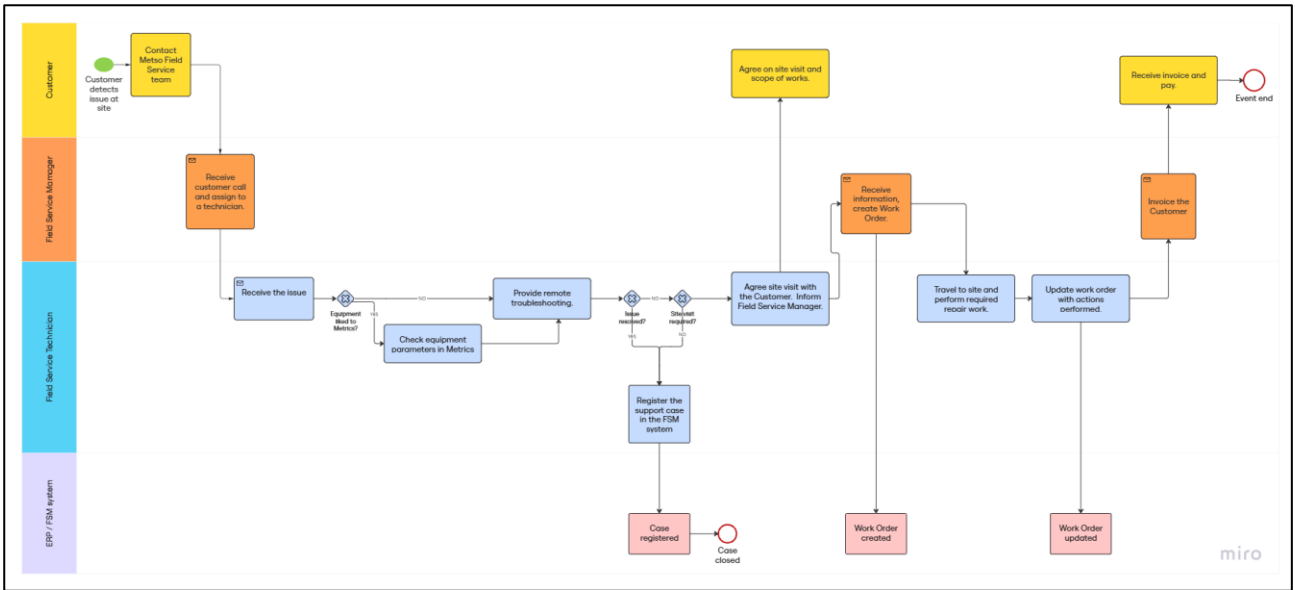 Customer
Customer
detects
issue at
site
Contact
Metso Field
Service
team
Agree on site visit and
scope of works.
Receive invoice and
pay.
Event end
Field Service Manager
Receive
customer call
and assign to
a technician.
Receive
information,
create Work
Order.
Invoice the
Customer
Field Service Technician
Receive the issue
Equipment
liked to
Metrics?
NO
YES
Check equipment
parameters in Metrics
Provide remote
troubleshooting.
Issue
resolved?
NO
YES
Site visit
required?
NO
Agree site visit with
the Customer. Inform
Field Service Manager.
Travel to site and
perform required
repair work.
Update work order
with actions
performed.
Register the
support case
in the FSM
system
ERP / FSM system
Case
registered
Case
closed
Work Order
created
Work Order
updated
miro